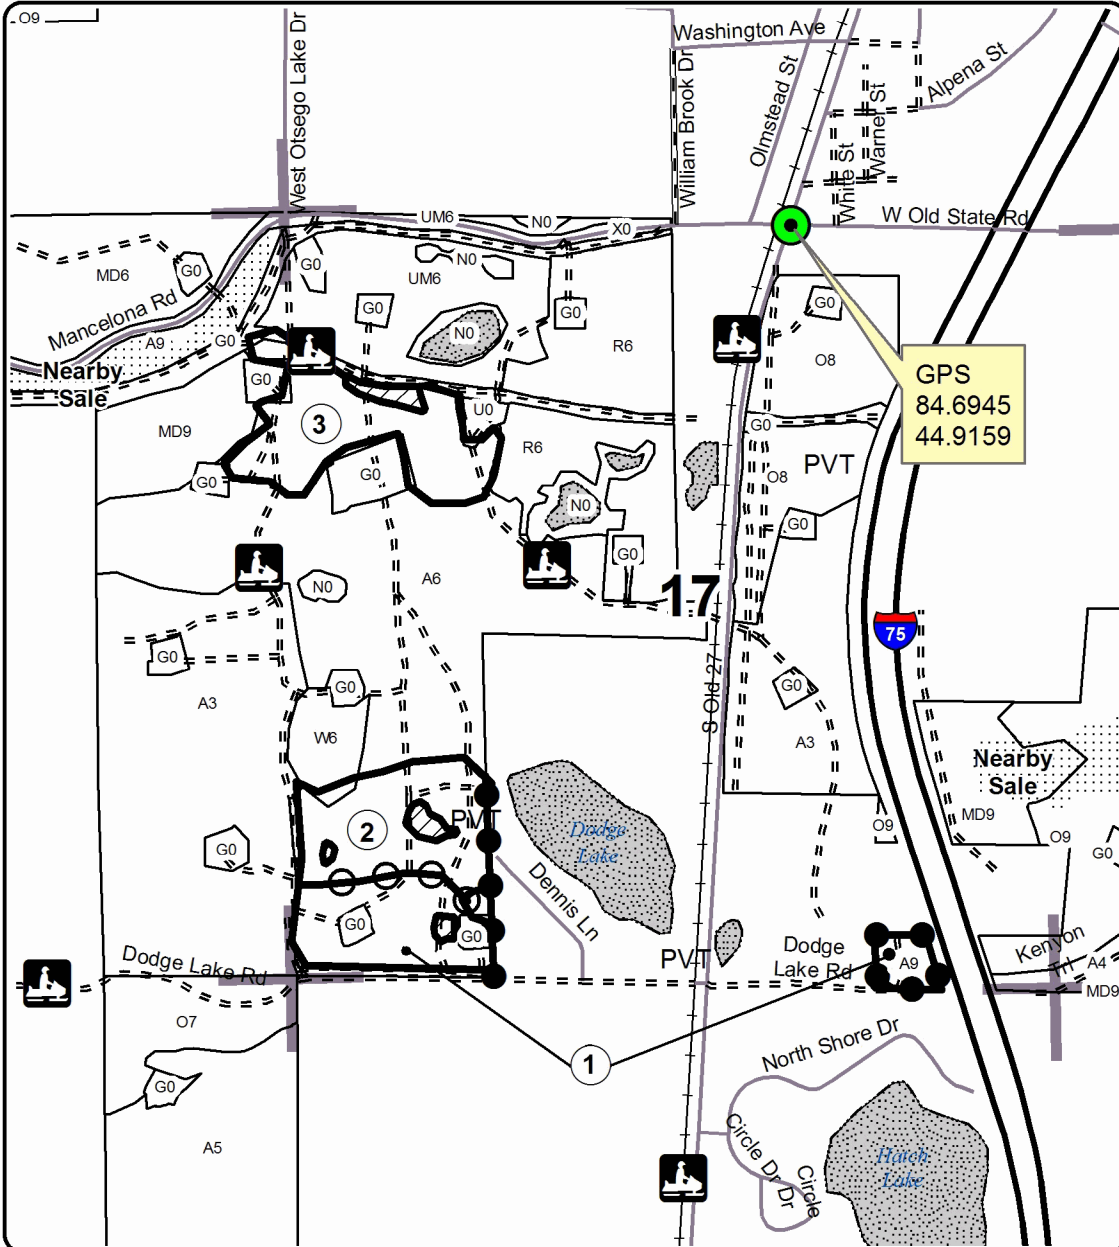 O9
West Otsego Lake Dr
Washington Ave
William Brook Dr
Olmstead St
Alpena St
Warner St
White St
W Old State Rd
UM6
N0
X0
MD6
G0
G0
N0
UM6
G0
G0
G0
Mancelona Rd
A9
G0
N0
R6
O8
GPS
84.6945
44.9159
Nearby
Sale
G0
MD9
3
U0
G0
R6
PVT
G0
G0
O8
N0
G0
G0
N0
A6
17
75
G0
G0
G0
A3
S Old 27
W6
A3
Nearby
Sale
2
PVT
Dodge
Lake
MD9
O9
O9
G0
G0
Dennis Ln
G0
G0
Dodge Lake Rd
PVT
Dodge
Lake Rd
A9
Kenyon
Trl
A4
MD9
O7
1
North Shore Dr
G0
A5
Circle Dr
Circle
Dr
Hatch
Lake